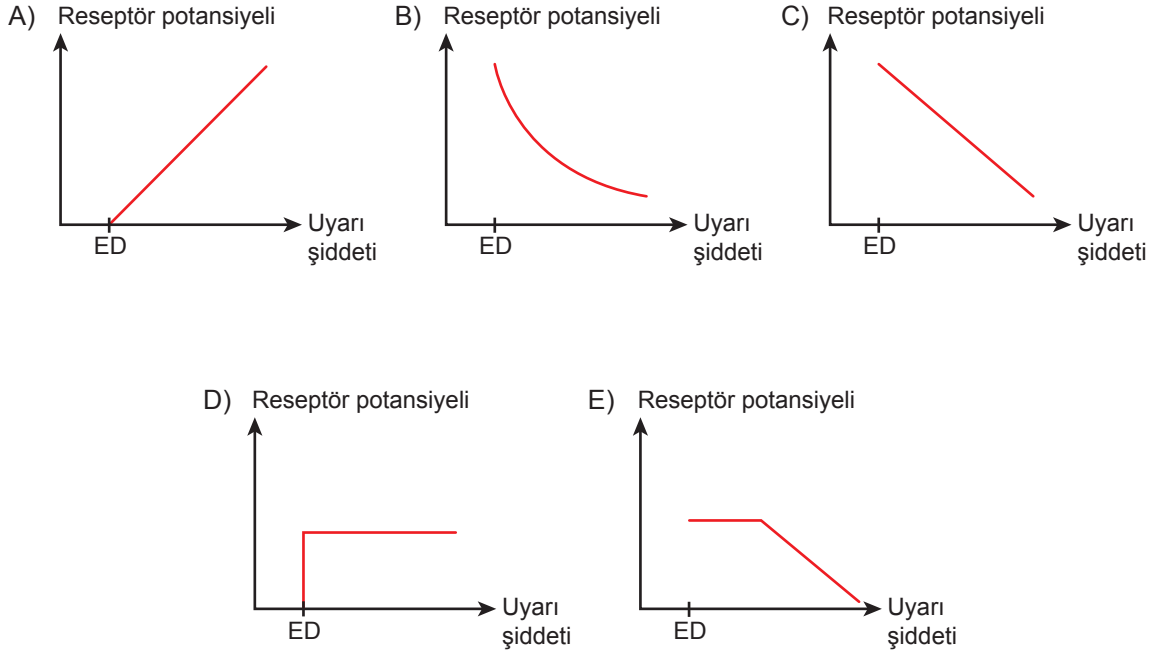 A) Reseptör potansiyeli
ED
Uyarı
şiddeti
B) Reseptör potansiyeli
ED
Uyarı
şiddeti
C) Reseptör potansiyeli
ED
Uyarı
şiddeti
D) Reseptör potansiyeli
ED
Uyarı
şiddeti
E) Reseptör potansiyeli
ED
Uyarı
şiddeti